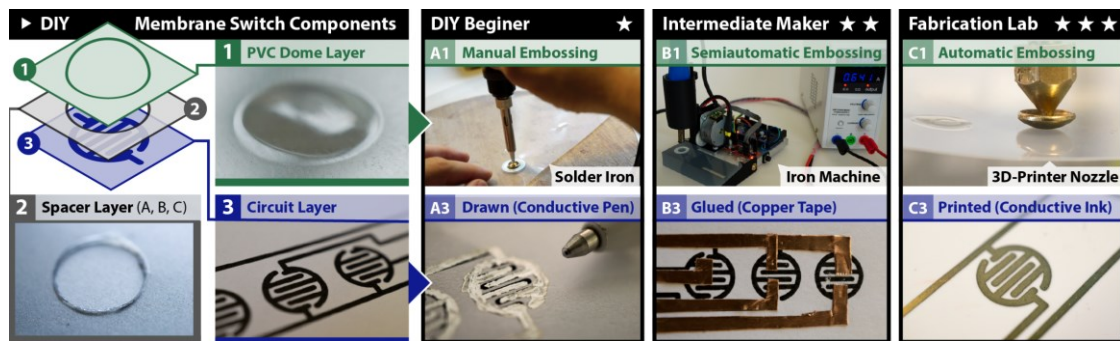 DIY Membrane Switch Components
1
2
3
1 PVC Dome Layer
2 Spacer Layer (A, B, C)
3 Circuit Layer
DIY Beginer
A1 Manual Embossing
Solder Iron
A3 Drawn (Conductive Pen)
Intermediate Maker
B1 Semiautomatic Embossing
Iron Machine
B3 Glued (Copper Tape)
Fabrication Lab
C1 Automatic Embossing
3D-Printer Nozzle
C3 Printed (Conductive Ink)